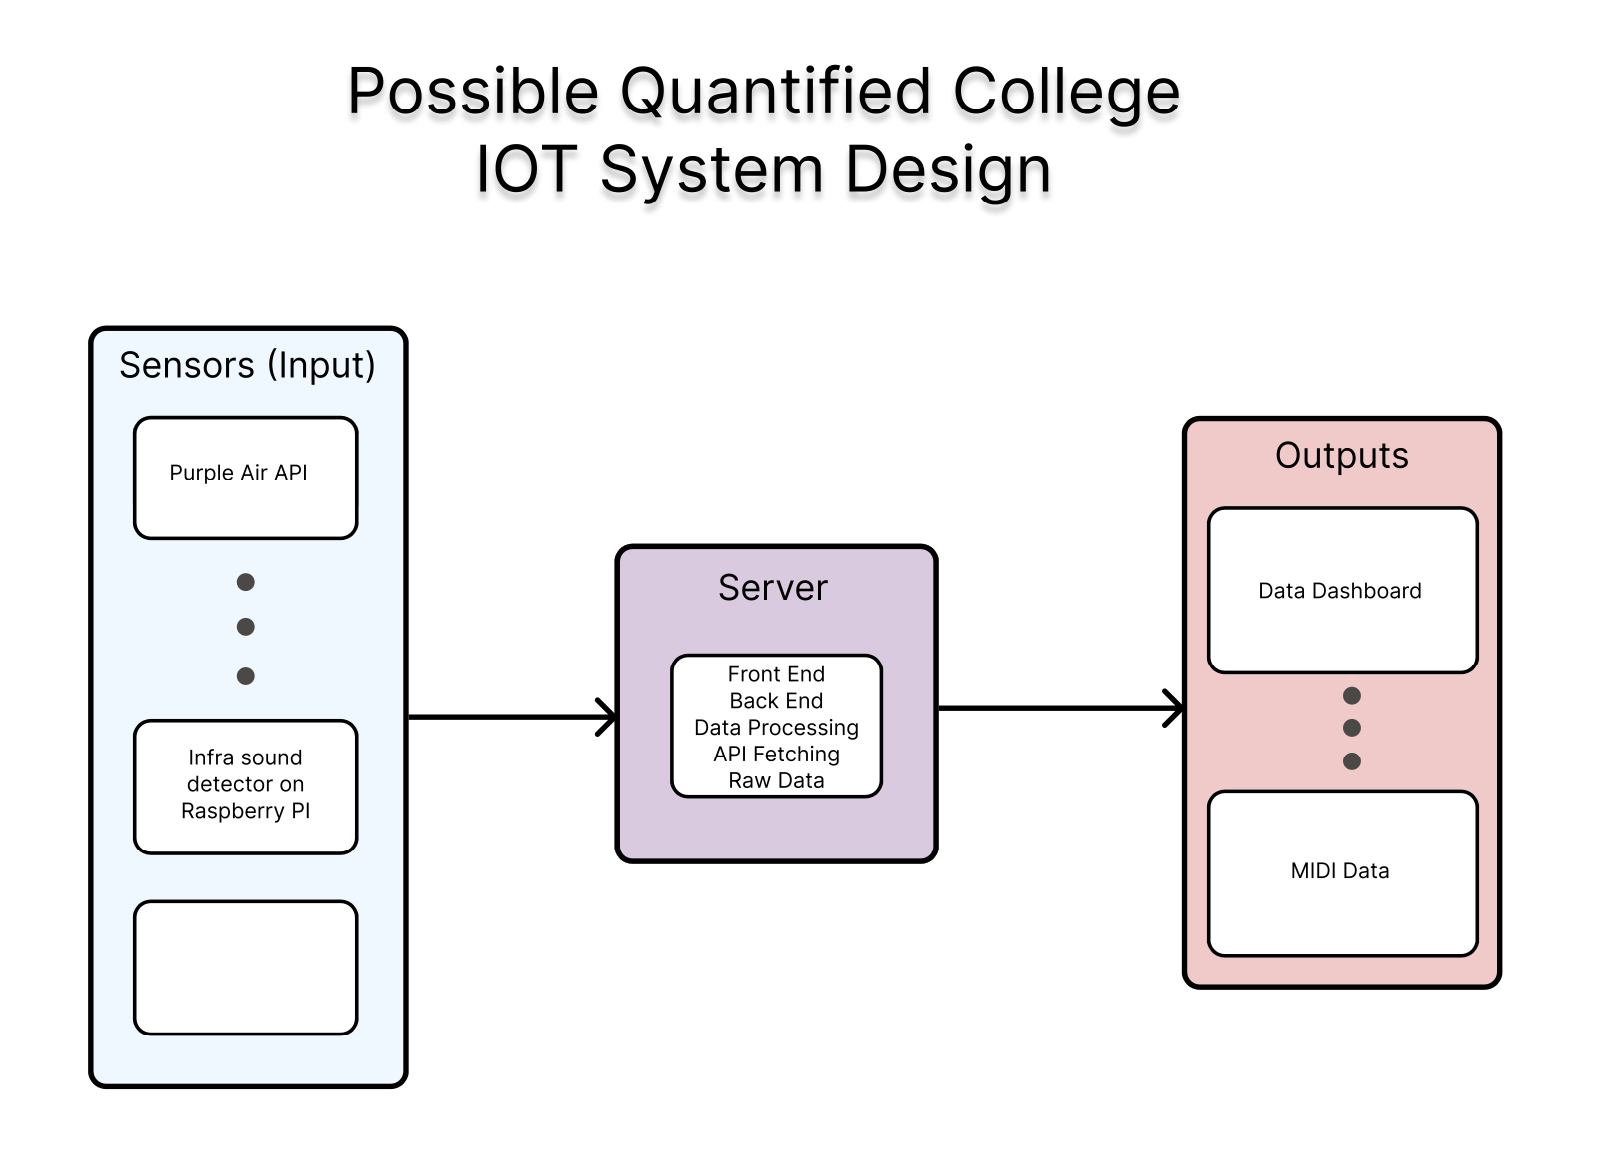 Possible Quantified College
IOT System Design
Sensors (Input)
Purple Air API
Infra sound
detector on
Raspberry PI
Server
Front End
Back End
Data Processing
API Fetching
Raw Data
Outputs
Data Dashboard
MIDI Data